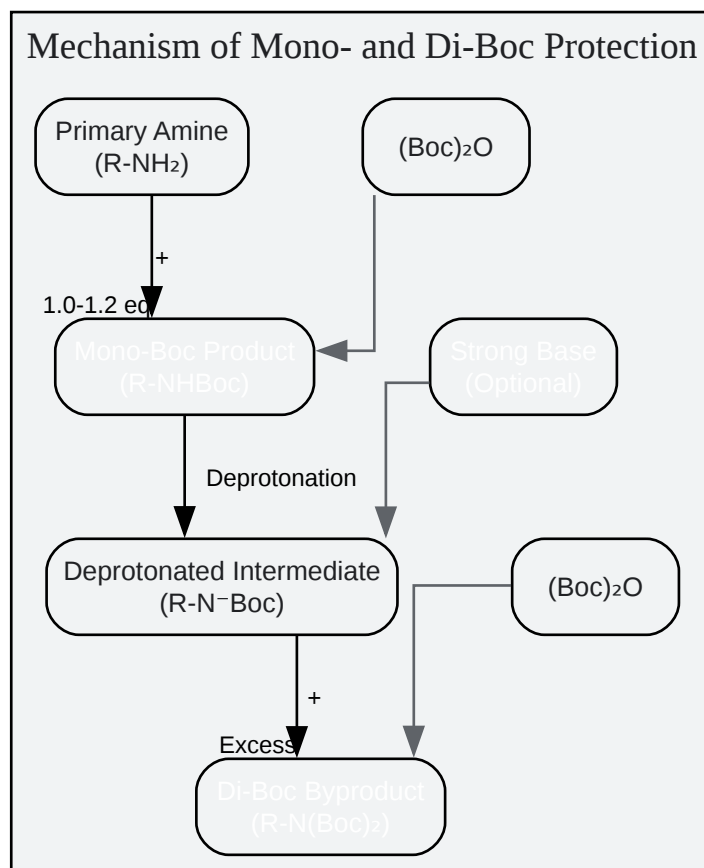 Mechanism of Mono- and Di-Boc Protection
Primary Amine
(R-NH₂)
(Boc)₂O
+
1.0-1.2 eq
Mono-Boc Product
(R-NHBoc)
Strong Base
(Optional)
Deprotonation
Deprotonated Intermediate
(R-N⁻Boc)
(Boc)₂O
+
Excess
Di-Boc Byproduct
(R-N(Boc)₂)